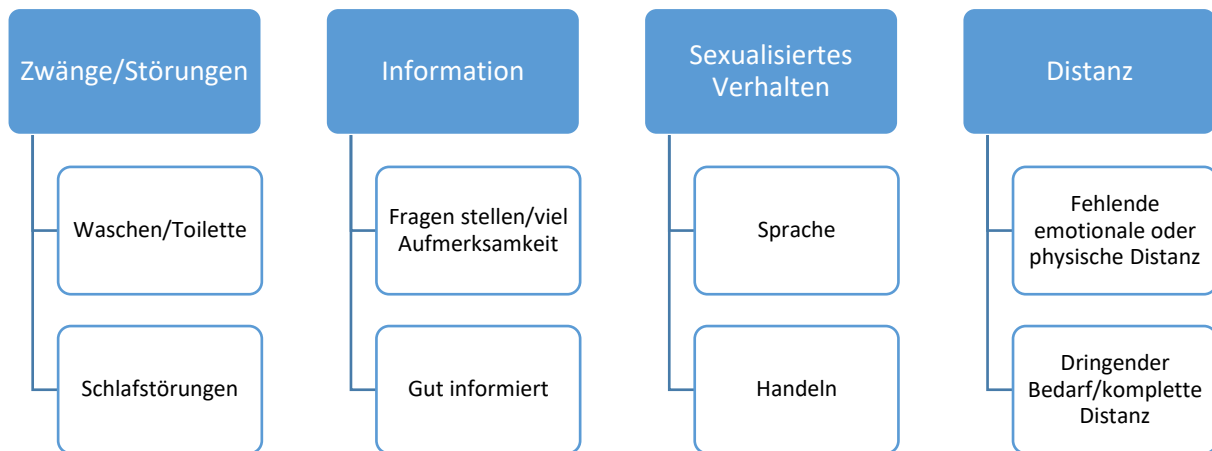 Zwänge/Störungen
Waschen/Toilette
Schlafstörungen
Information
Fragen stellen/viel
Aufmerksamkeit
Gut informiert
Sexualisiertes
Verhalten
Sprache
Handeln
Distanz
Fehlende
emotionale oder
physische Distanz
Dringender
Bedarf/komplette
Distanz